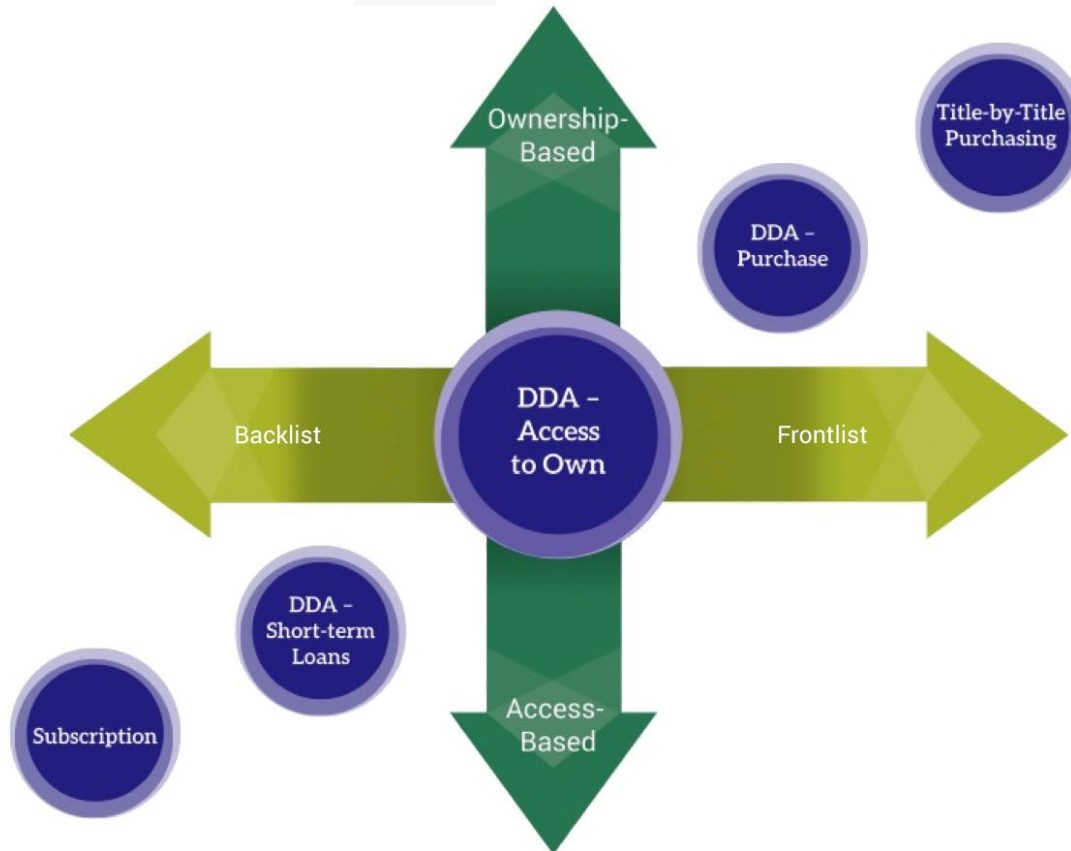 Ownership-
Based
Title-by-Title
Purchasing
DDA –
Purchase
Backlist
DDA –
Access
to Own
Frontlist
DDA –
Short-term
Loans
Subscription
Access-
Based